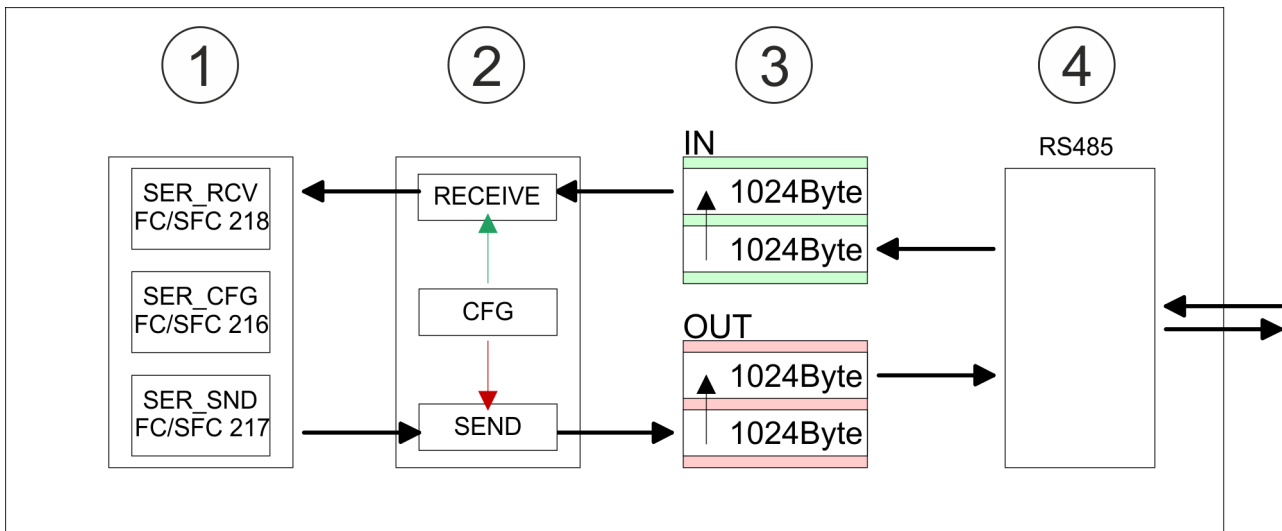 1
2
3
4
SER_RCV
FC/SFC 218
SER_CFG
FC/SFC 216
SER_SND
FC/SFC 217
RECEIVE
CFG
SEND
IN
1024Byte
1024Byte
OUT
1024Byte
1024Byte
RS485